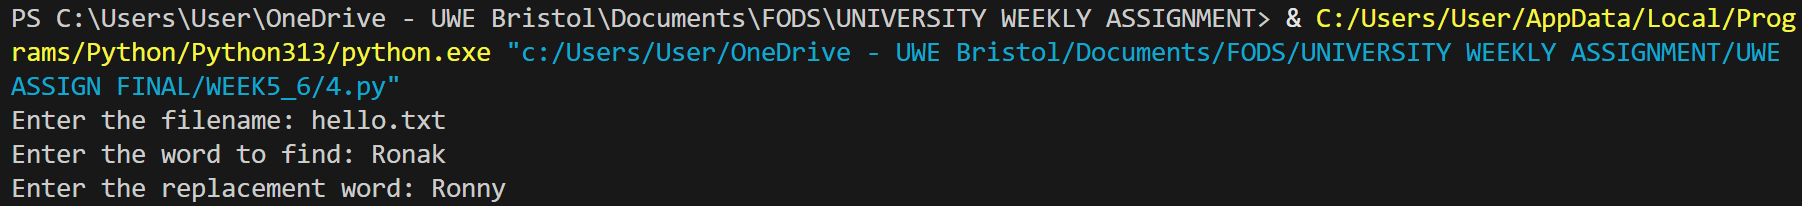 PS C:\Users\User\OneDrive - UWE Bristol\Documents\FODS\UNIVERSITY WEEKLY ASSIGNMENT> & C:/Users/User/AppData/Local/Prog
rams/Python/Python313/python.exe "c:/Users/User/OneDrive - UWE Bristol/Documents/FODS/UNIVERSITY WEEKLY ASSIGNMENT/UWE
ASSIGN FINAL/WEEK5_6/4.py"
Enter the filename: hello.txt
Enter the word to find: Ronak
Enter the replacement word: Ronny